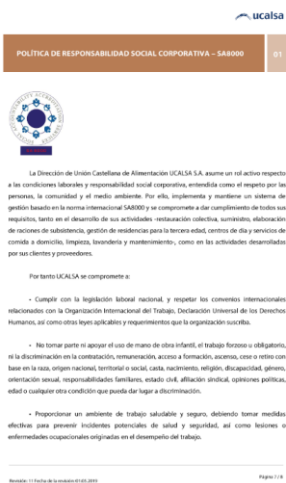 ucalsa
POLÍTICA DE RESPONSABILIDAD SOCIAL CORPORATIVA – SA8000
01
La Dirección de Unión Castellana de Alimentación UCALSA S.A. asume un rol activo respecto
a las condiciones laborales y responsabilidad social corporativa, entendida como el respeto por las
personas, la comunidad y el medio ambiente. Por ello, implementa y mantiene un sistema de
gestión basado en la norma internacional SA8000 y se compromete a dar cumplimiento de todos sus
requisitos, tanto en el desarrollo de sus actividades -restauración colectiva, suministro, elaboración
de raciones de subsistencia, gestión de residencias para la tercera edad, centros de día y servicios de
comida a domicilio, limpieza, lavandería y mantenimiento-, como en las actividades desarrolladas
por sus clientes y proveedores.
Por tanto UCALSA se compromete a:
• Cumplir con la legislación laboral nacional, y respetar los convenios internacionales
relacionados con la Organización Internacional del Trabajo, Declaración Universal de los Derechos
Humanos, así como otras leyes aplicables y requerimientos que la organización suscriba.
• No tomar parte ni apoyar el uso de mano de obra infantil, el trabajo forzoso u obligatorio,
ni la discriminación en la contratación, remuneración, acceso a formación, ascenso, cese o retiro con
base en la raza, origen nacional, territorial o social, casta, nacimiento, religión, discapacidad, género,
orientación sexual, responsabilidades familiares, estado civil, afiliación sindical, opiniones políticas,
edad o cualquier otra condición que pueda dar lugar a discriminación.
• Proporcionar un ambiente de trabajo saludable y seguro, debiendo tomar medidas
efectivas para prevenir incidentes potenciales de salud y seguridad, así como lesiones o
enfermedades ocupacionales originadas en el desempeño del trabajo.
Revisión: 11 Fecha de la revisión 01.03.2019